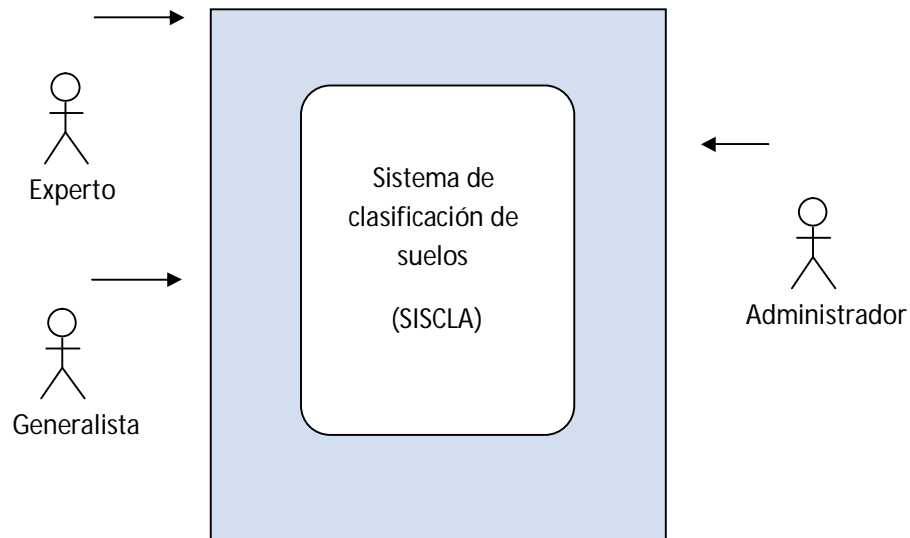 Experto
Generalista
Sistema de
clasificación de
suelos
(SISCLA)
Administrador